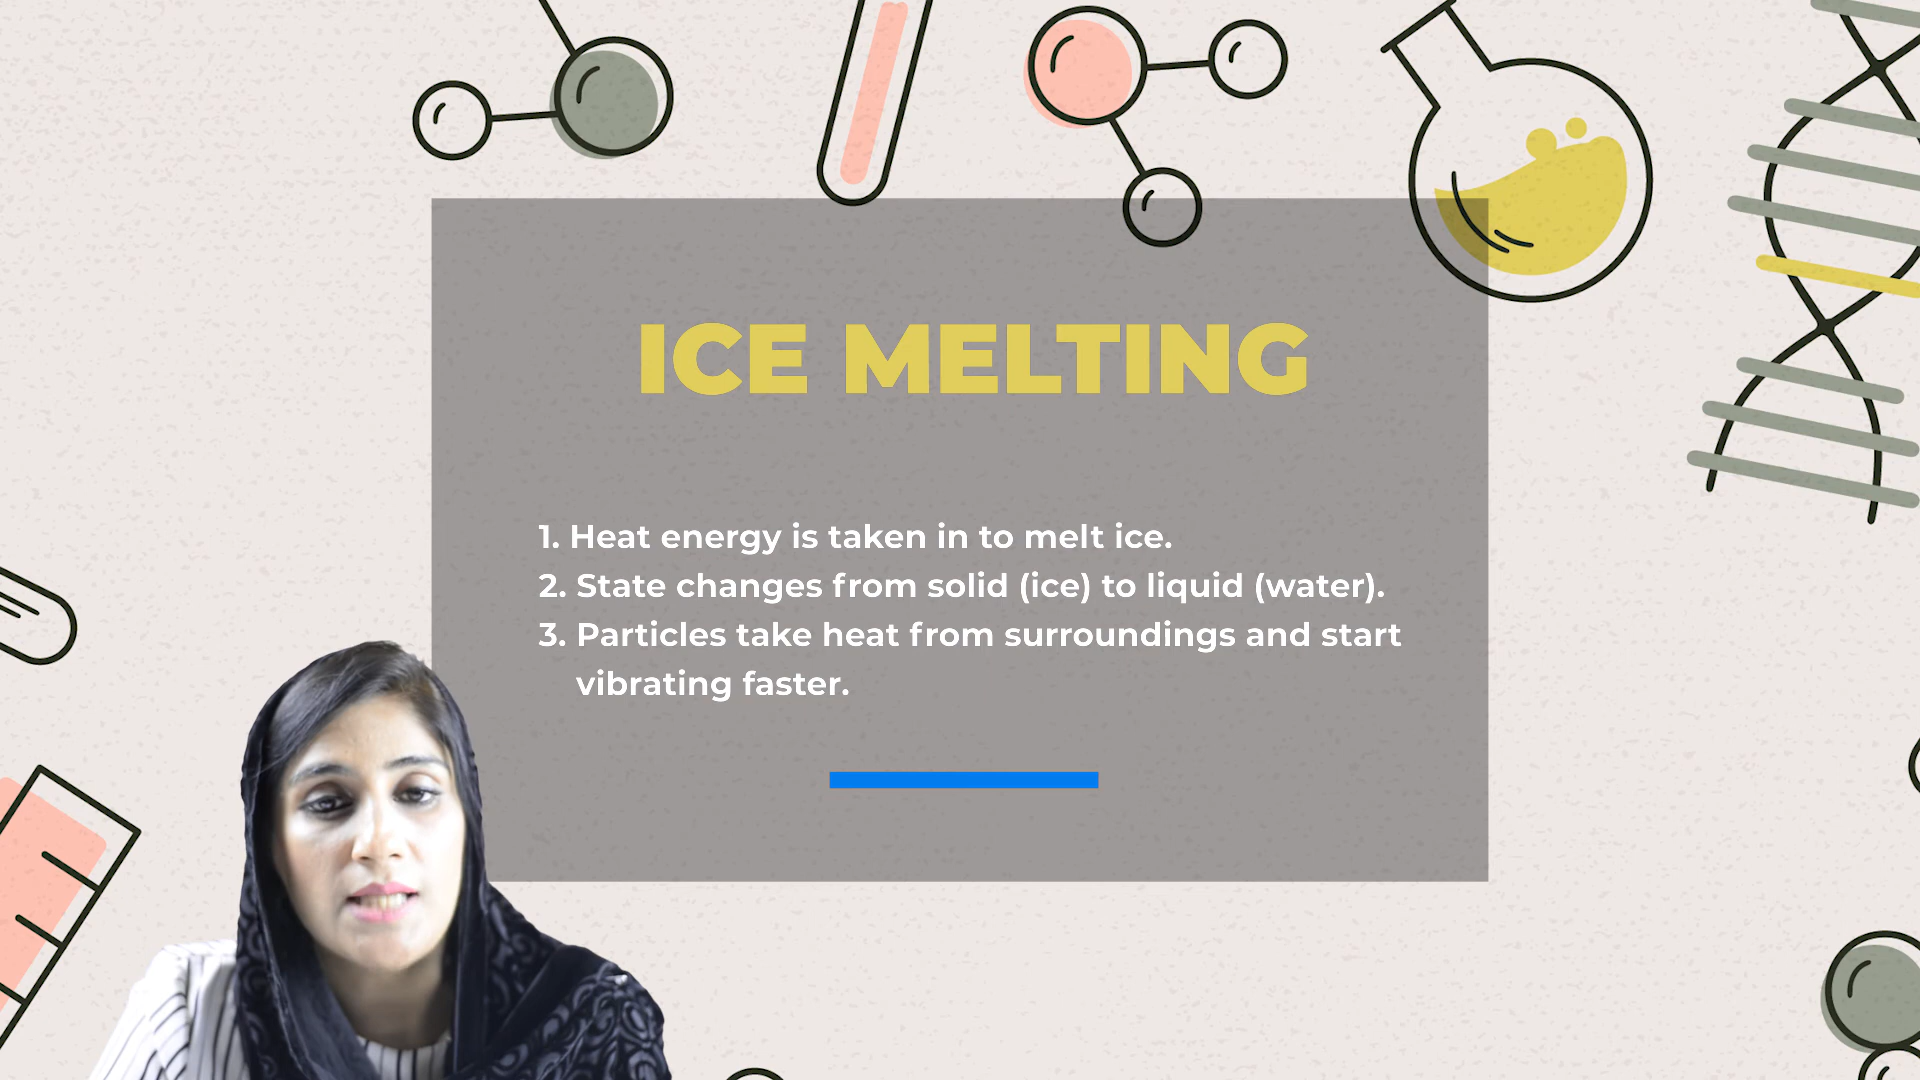 ICE MELTING
1. Heat energy is taken in to melt ice.
2. State changes from solid (ice) to liquid (water).
3. Particles take heat from surroundings and start
vibrating faster.